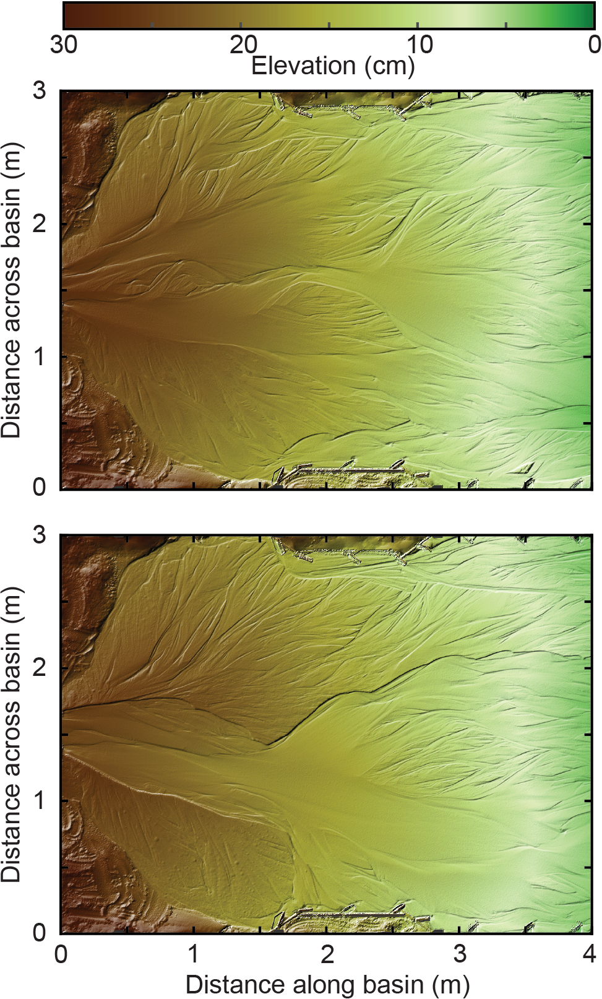 30 20 10 0
Elevation (cm)
3
2
1
0
Distance across basin (m)
3
2
1
0
Distance across basin (m)
0 1 2 3 4
Distance along basin (m)